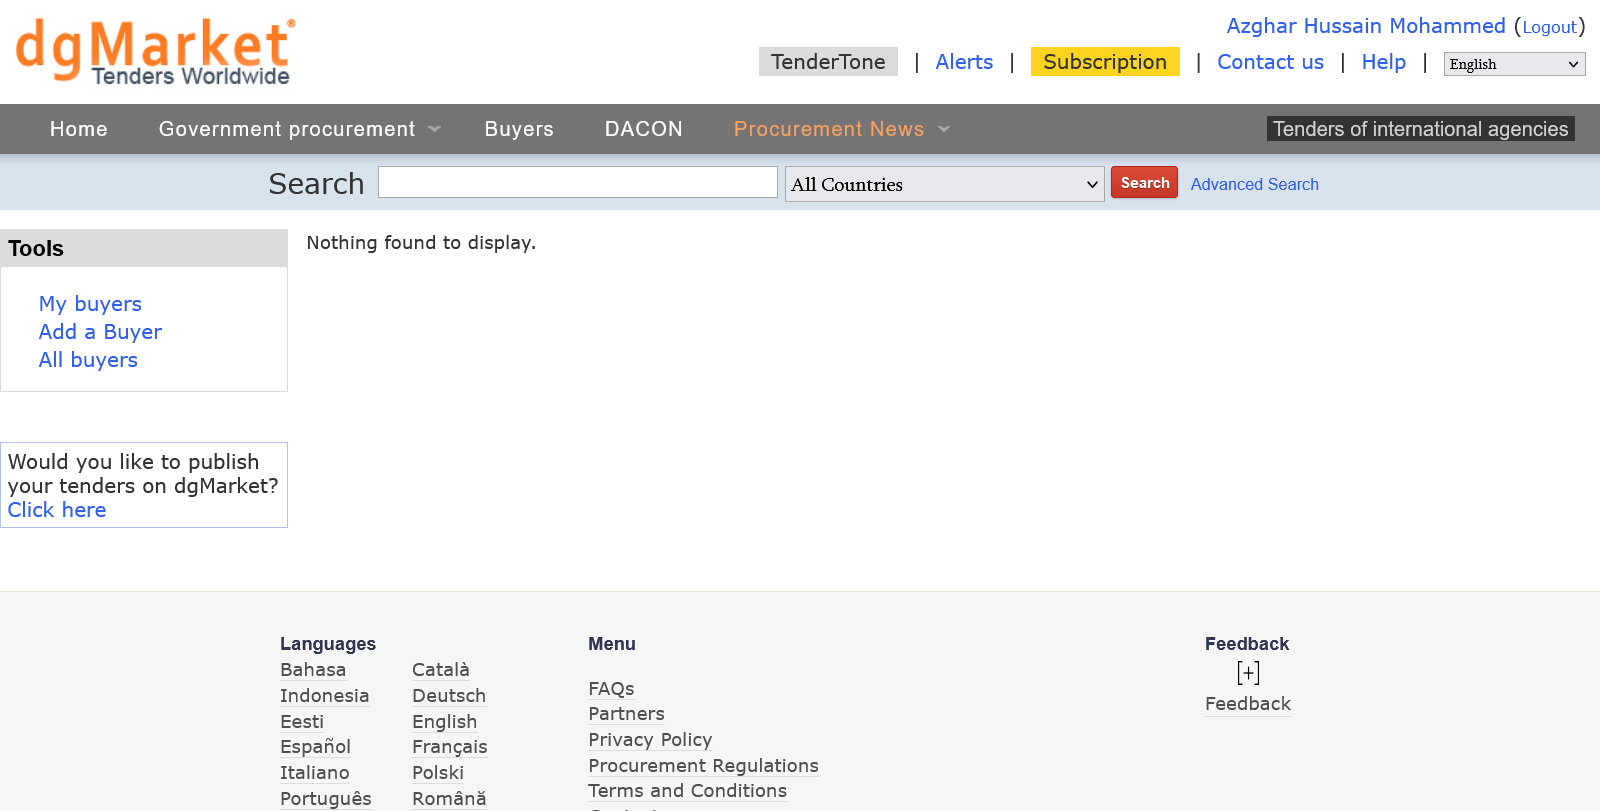 dgMarket®
Tenders Worldwide
Azghar Hussain Mohammed (Logout)
TenderTone | Alerts | Subscription | Contact us | Help | English
Home Government procurement Buyers DACON Procurement News Tenders of international agencies
Search All Countries Search Advanced Search
Tools
My buyers
Add a Buyer
All buyers
Nothing found to display.
Would you like to publish
your tenders on dgMarket?
Click here
Languages
Bahasa
Indonesia
Eesti
Español
Italiano
Português
Català
Deutsch
English
Français
Polski
Română
Menu
FAQs
Partners
Privacy Policy
Procurement Regulations
Terms and Conditions
Feedback
[+]
Feedback